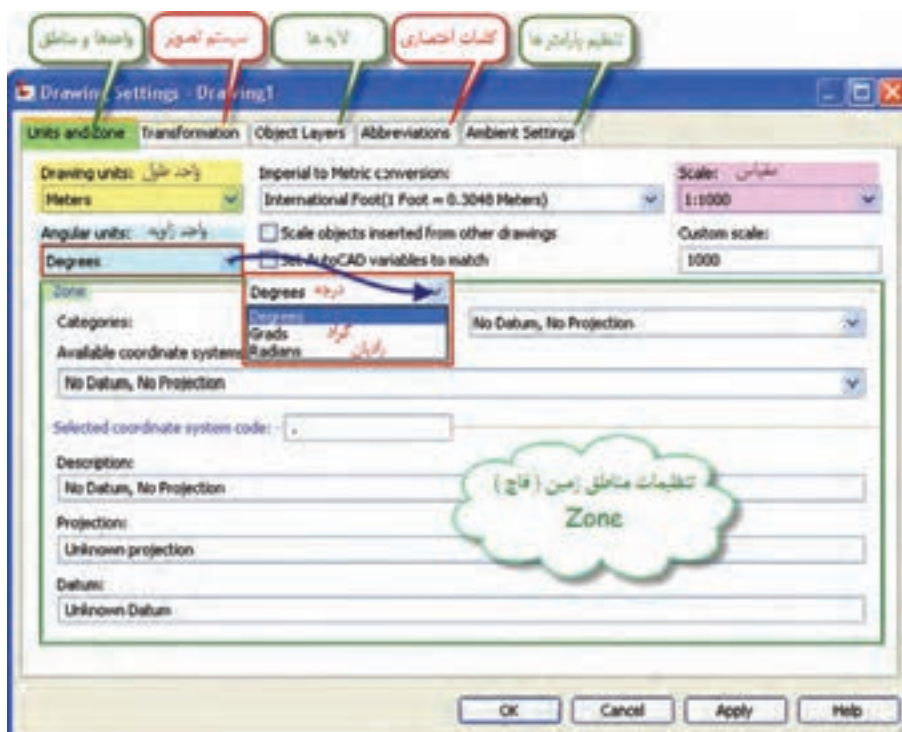 واحدها و مناطق
سیستم تصویر
لایه ها
کلمات اختصاری
تنظیم پارامتر ها
Drawing Settings - Drawing1
Units and Zone Transformation Object Layers Abbreviations Ambient Settings
Drawing units: واحد طول
Imperial to Metric conversion:
Scale: مقیاس
Meters
International Foot(1 Foot = 0.3048 Meters)
1:1000
Angular units: واحد زاویه
Scale objects inserted from other drawings
Custom scale:
Degrees
Set AutoCAD variables to match
1000
Zone
Degrees درجه
Categories:
Degrees
No Datum, No Projection
Grads گراد
Available coordinate systems
Radians رادیان
No Datum, No Projection
Selected coordinate system code: .
Description:
No Datum, No Projection
تنظیمات مناطق زمین ( قاچ )
Zone
Projection:
Unknown projection
Datum:
Unknown Datum
OK Cancel Apply Help